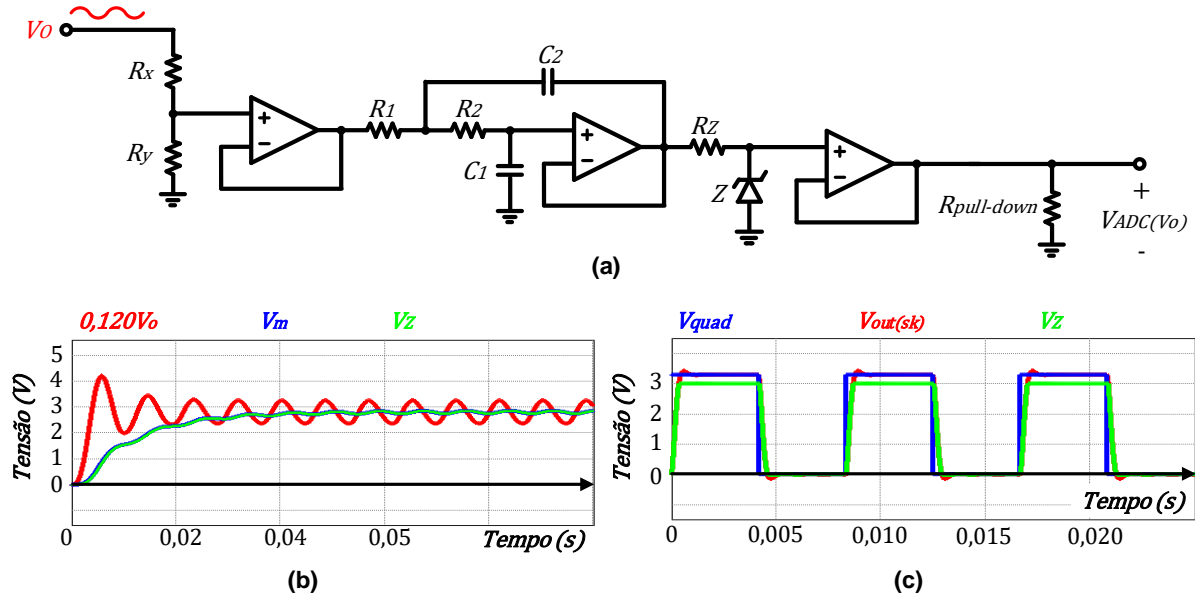 Vo
Rx
Ry
R1
R2
C2
C1
+
-
+
-
RZ
Z
+
-
Rpull-down
+
VADC(Vo)
-
(a)
0,120Vo Vm VZ
Tensão (V)
5
4
3
2
1
0
0 0,02 0,04 0,05 Tempo (s)
(b)
Vquad Vout(sk) VZ
Tensão (V)
3
2
1
0
Tempo (s)
0 0,005 0,010 0,015 0,020
(c)